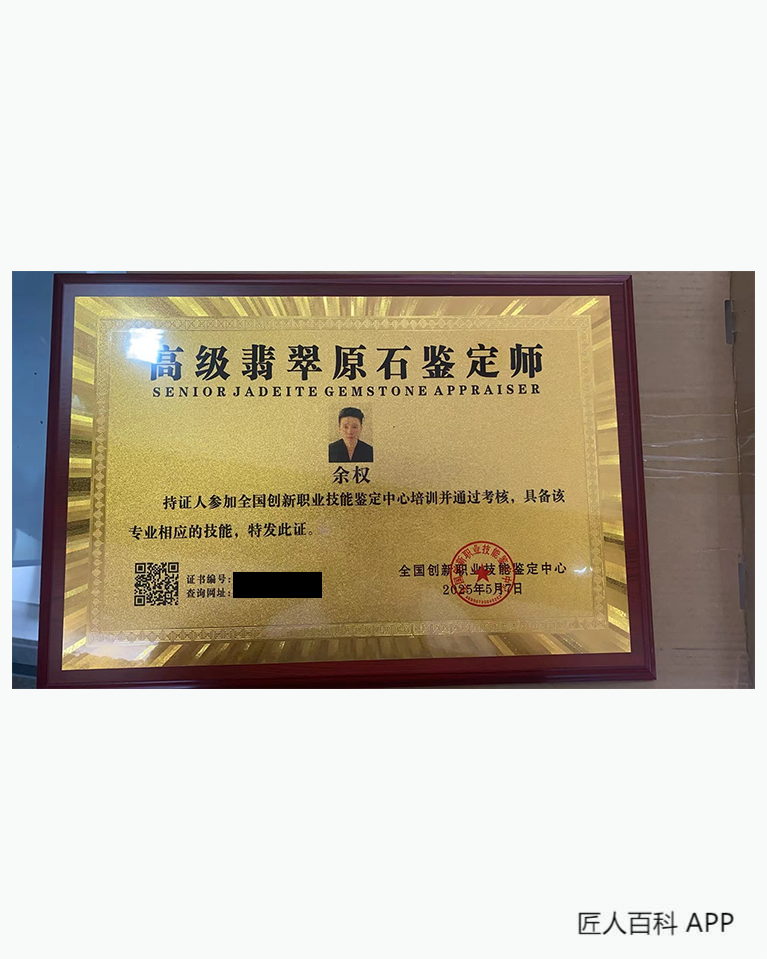 高级翡翠原石鉴定师
SENIOR JADEITE GEMSTONE APPRAISER
余权
持证人参加全国创新职业技能鉴定中心培训并通过考核，具备该
专业相应的技能，特发此证。
证书编号：
查询网址：
全国创新职业技能鉴定中心
2025年5月7日
匠人百科 APP